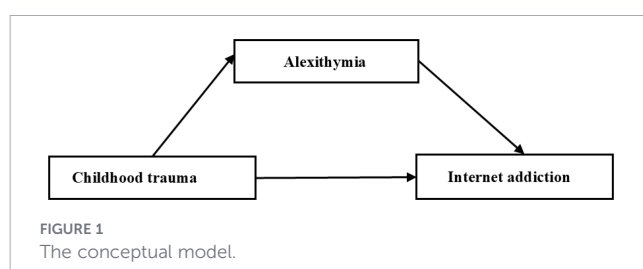 Alexithymia
Childhood trauma
Internet addiction
FIGURE 1
The conceptual model.